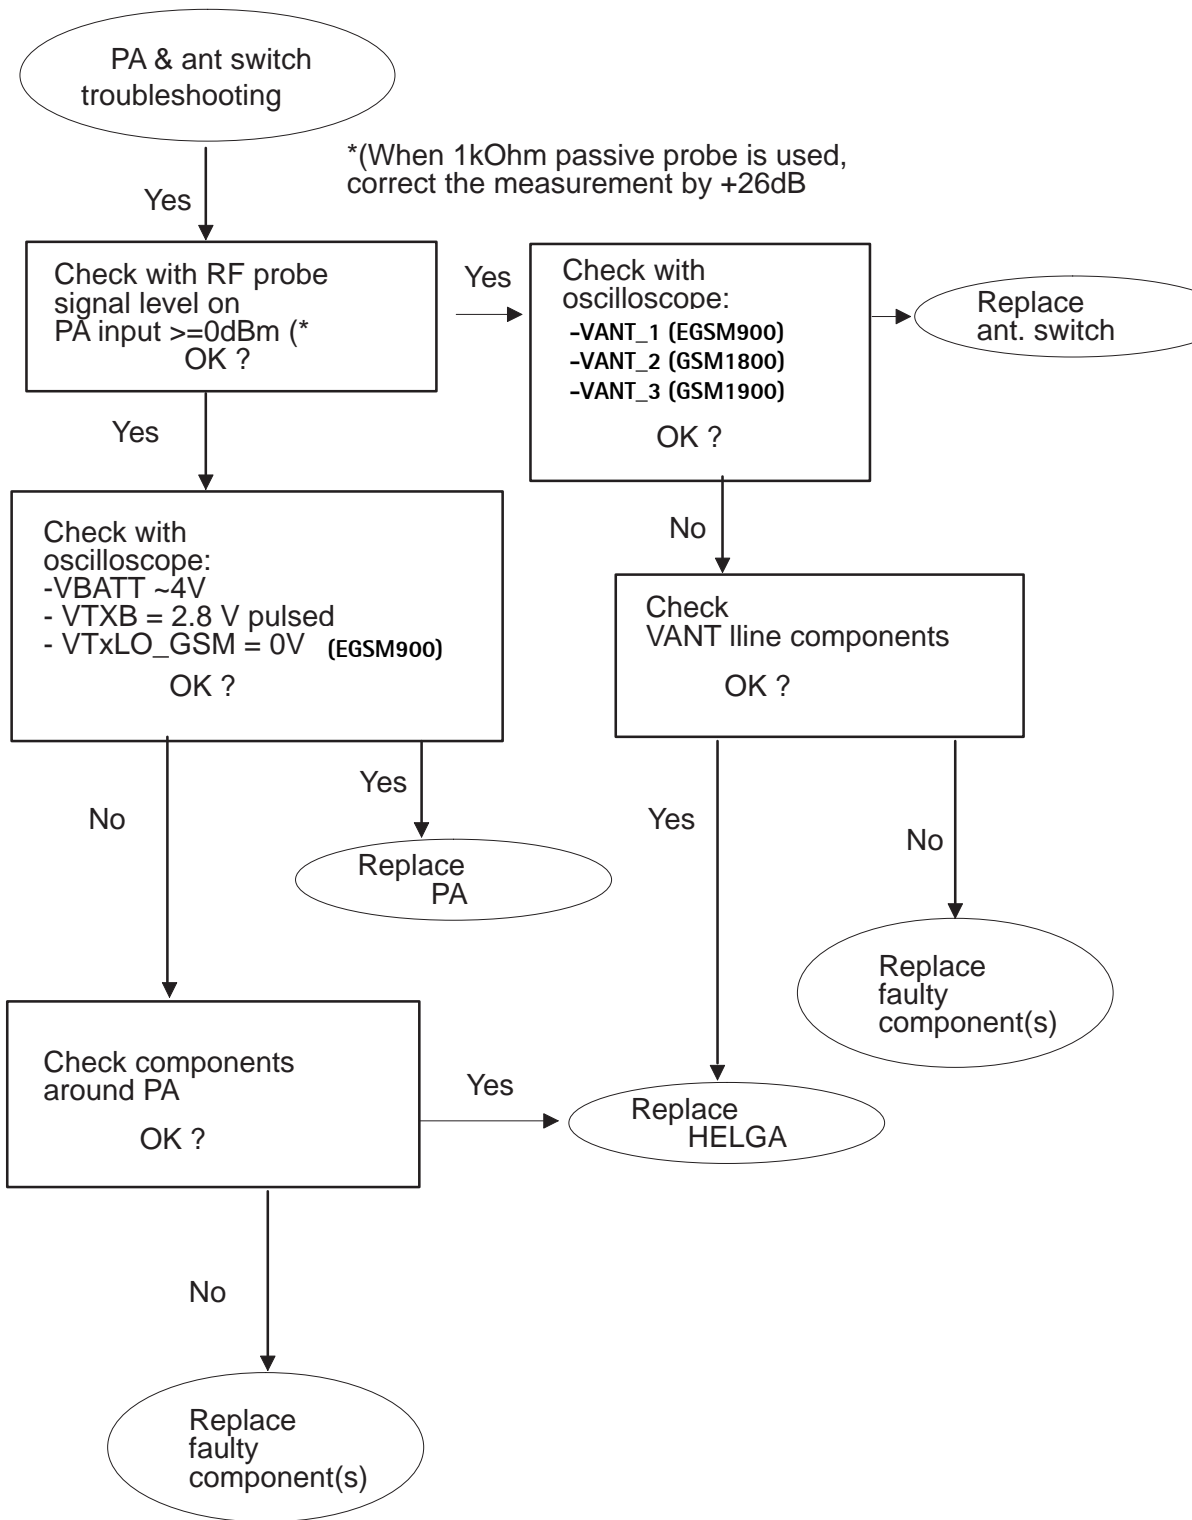 PA & ant switch
troubleshooting
*(When 1kOhm passive probe is used,
correct the measurement by +26dB
Yes
Check with RF probe
signal level on
PA input >=0dBm (*
OK ?
Yes
Check with
oscilloscope:
-VANT_1 (EGSM900)
-VANT_2 (GSM1800)
-VANT_3 (GSM1900)
OK ?
Replace
ant. switch
Yes
Check with
oscilloscope:
-VBATT ~4V
- VTXB = 2.8 V pulsed
- VTxLO_GSM = 0V (EGSM900)
OK ?
No
Check
VANT lline components
OK ?
No
Yes
Replace
PA
Yes
No
Replace
faulty
component(s)
Check components
around PA
OK ?
Yes
Replace
HELGA
No
Replace
faulty
component(s)